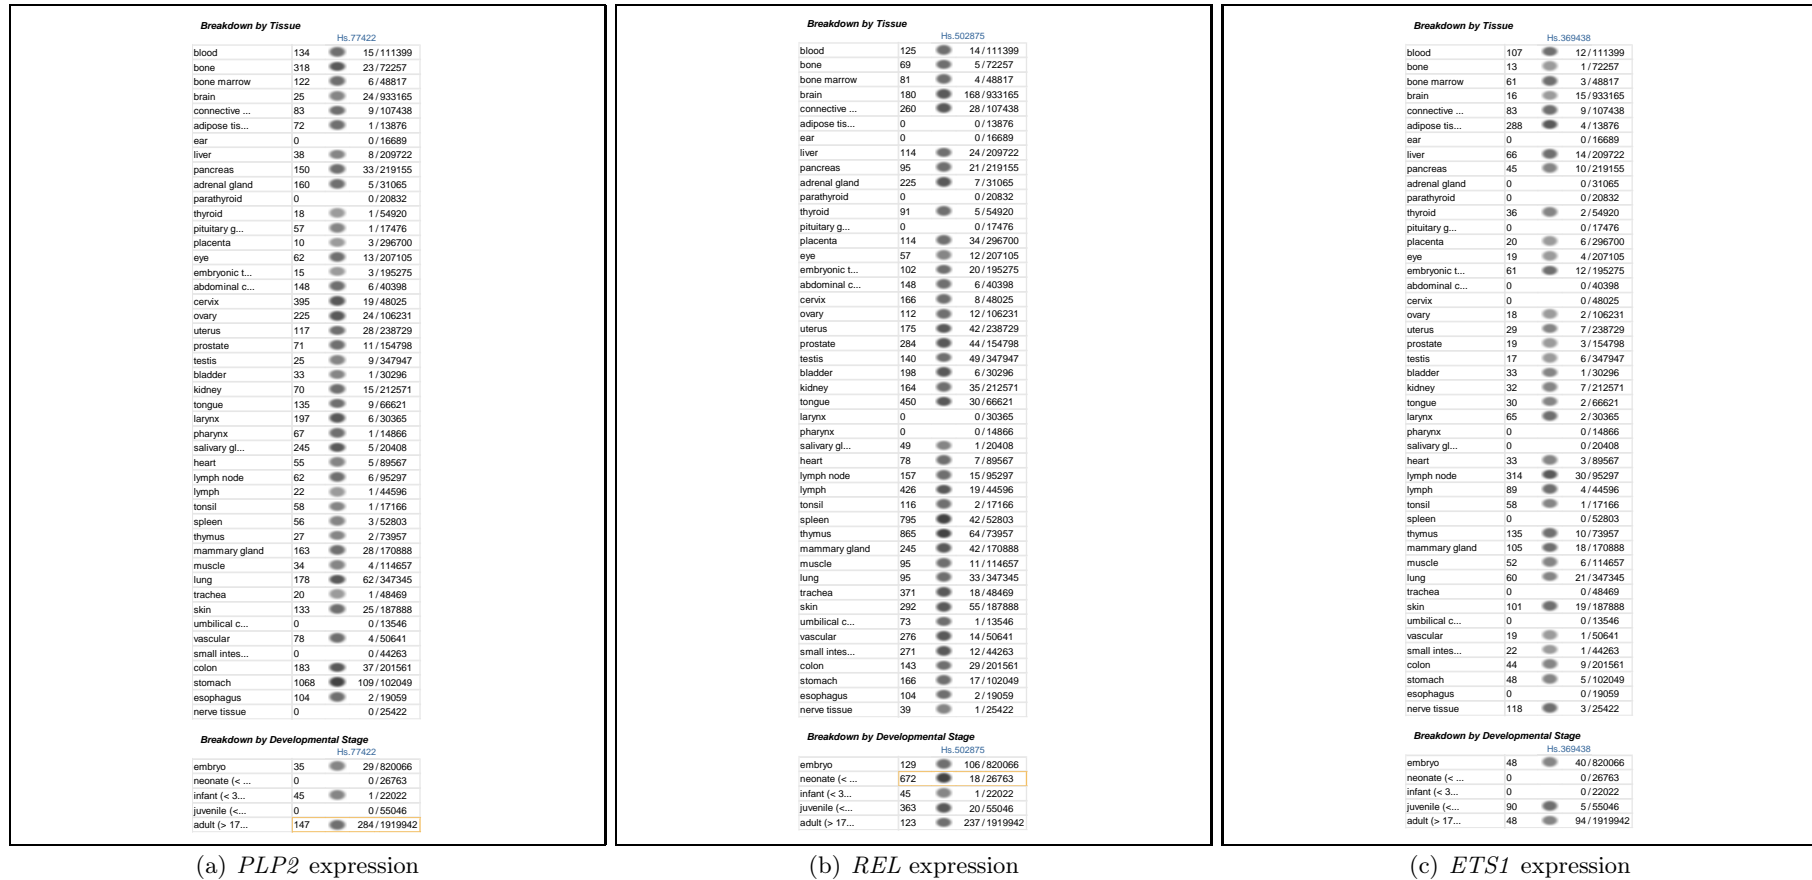 Breakdown by Tissue
Hs.77422
blood 134 15 / 111399
bone 318 23 / 72257
bone marrow 122 6 / 48817
brain 25 24 / 933165
connective ... 83 9 / 107438
adipose tis... 72 1 / 13876
ear 0 0 / 16689
liver 38 8 / 209722
pancreas 150 33 / 219155
adrenal gland 160 5 / 31065
parathyroid 0 0 / 20832
thyroid 18 1 / 54920
pituitary g... 57 1 / 17476
placenta 10 3 / 296700
eye 62 13 / 207105
embryonic t... 15 3 / 195275
abdominal c... 148 6 / 40398
cervix 395 19 / 48025
ovary 225 24 / 106231
uterus 117 28 / 238729
prostate 71 11 / 154798
testis 25 9 / 347947
bladder 33 1 / 30296
kidney 70 15 / 212571
tongue 135 9 / 66621
larynx 197 6 / 30365
pharynx 67 1 / 14866
salivary gl... 245 5 / 20408
heart 55 5 / 89567
lymph node 62 6 / 95297
lymph 22 1 / 44596
tonsil 58 1 / 17166
spleen 56 3 / 52803
thymus 27 2 / 73957
mammary gland 163 28 / 170888
muscle 34 4 / 114657
lung 178 62 / 347345
trachea 20 1 / 48469
skin 133 25 / 187888
umbilical c... 0 0 / 13546
vascular 78 4 / 50641
small intes... 0 0 / 44263
colon 183 37 / 201561
stomach 1068 109 / 102049
esophagus 104 2 / 19059
nerve tissue 0 0 / 25422
Breakdown by Developmental Stage
Hs.77422
embryo 35 29 / 820066
neonate (< ... 0 0 / 26763
infant (< 3... 45 1 / 22022
juvenile (<... 0 0 / 55046
adult (> 17... 147 284 / 1919942
(a) PLP2 expression
Breakdown by Tissue
Hs.502875
blood 125 14 / 111399
bone 69 5 / 72257
bone marrow 81 4 / 48817
brain 180 168 / 933165
connective ... 260 28 / 107438
adipose tis... 0 0 / 13876
ear 0 0 / 16689
liver 114 24 / 209722
pancreas 95 21 / 219155
adrenal gland 225 7 / 31065
parathyroid 0 0 / 20832
thyroid 91 5 / 54920
pituitary g... 0 0 / 17476
placenta 114 34 / 296700
eye 57 12 / 207105
embryonic t... 102 20 / 195275
abdominal c... 148 6 / 40398
cervix 166 8 / 48025
ovary 112 12 / 106231
uterus 175 42 / 238729
prostate 284 44 / 154798
testis 140 49 / 347947
bladder 198 6 / 30296
kidney 164 35 / 212571
tongue 450 30 / 66621
larynx 0 0 / 30365
pharynx 0 0 / 14866
salivary gl... 49 1 / 20408
heart 78 7 / 89567
lymph node 157 15 / 95297
lymph 426 19 / 44596
tonsil 116 2 / 17166
spleen 795 42 / 52803
thymus 865 64 / 73957
mammary gland 245 42 / 170888
muscle 95 11 / 114657
lung 95 33 / 347345
trachea 371 18 / 48469
skin 292 55 / 187888
umbilical c... 73 1 / 13546
vascular 276 14 / 50641
small intes... 271 12 / 44263
colon 143 29 / 201561
stomach 166 17 / 102049
esophagus 104 2 / 19059
nerve tissue 39 1 / 25422
Breakdown by Developmental Stage
Hs.502875
embryo 129 106 / 820066
neonate (< ... 672 18 / 26763
infant (< 3... 45 1 / 22022
juvenile (<... 363 20 / 55046
adult (> 17... 123 237 / 1919942
(b) REL expression
Breakdown by Tissue
Hs.369438
blood 107 12 / 111399
bone 13 1 / 72257
bone marrow 61 3 / 48817
brain 16 15 / 933165
connective ... 83 9 / 107438
adipose tis... 288 4 / 13876
ear 0 0 / 16689
liver 66 14 / 209722
pancreas 45 10 / 219155
adrenal gland 0 0 / 31065
parathyroid 0 0 / 20832
thyroid 36 2 / 54920
pituitary g... 0 0 / 17476
placenta 20 6 / 296700
eye 19 4 / 207105
embryonic t... 61 12 / 195275
abdominal c... 0 0 / 40398
cervix 0 0 / 48025
ovary 18 2 / 106231
uterus 29 7 / 238729
prostate 19 3 / 154798
testis 17 6 / 347947
bladder 33 1 / 30296
kidney 32 7 / 212571
tongue 30 2 / 66621
larynx 65 2 / 30365
pharynx 0 0 / 14866
salivary gl... 0 0 / 20408
heart 33 3 / 89567
lymph node 314 30 / 95297
lymph 89 4 / 44596
tonsil 58 1 / 17166
spleen 0 0 / 52803
thymus 135 10 / 73957
mammary gland 105 18 / 170888
muscle 52 6 / 114657
lung 60 21 / 347345
trachea 0 0 / 48469
skin 101 19 / 187888
umbilical c... 0 0 / 13546
vascular 19 1 / 50641
small intes... 22 1 / 44263
colon 44 9 / 201561
stomach 48 5 / 102049
esophagus 0 0 / 19059
nerve tissue 118 3 / 25422
Breakdown by Developmental Stage
Hs.369438
embryo 48 40 / 820066
neonate (< ... 0 0 / 26763
infant (< 3... 0 0 / 22022
juvenile (<... 90 5 / 55046
adult (> 17... 48 94 / 1919942
(c) ETS1 expression